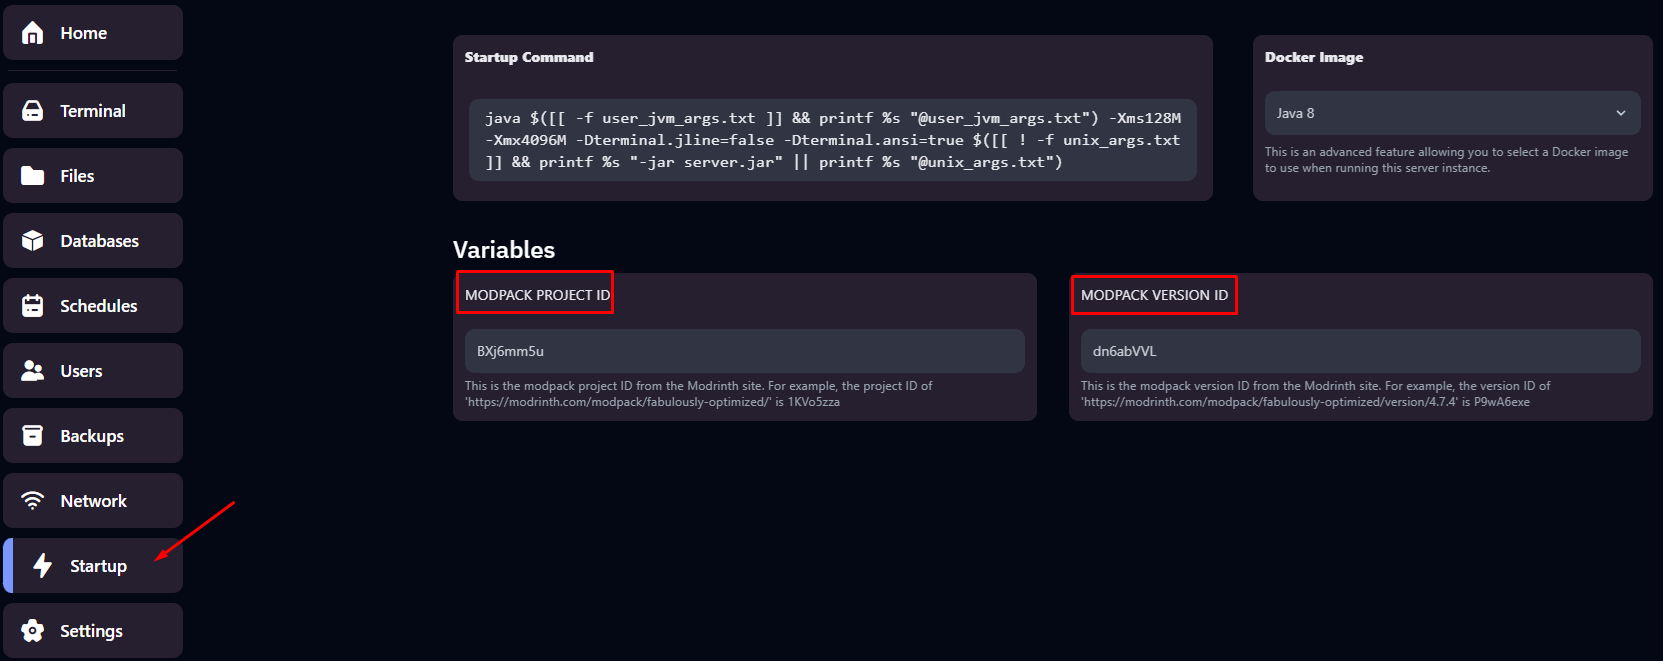 Home
Terminal
Files
Databases
Schedules
Users
Backups
Network
Startup
Settings
Startup Command
java $([[ -f user_jvm_args.txt ]] && printf %s "@user_jvm_args.txt") -Xms128M
-Xmx4096M -Dterminal.jline=false -Dterminal.ansi=true $([[ ! -f unix_args.txt
]] && printf %s "-jar server.jar" || printf %s "@unix_args.txt")
Docker Image
Java 8
This is an advanced feature allowing you to select a Docker image
to use when running this server instance.
Variables
MODPACK PROJECT ID
BXj6mm5u
This is the modpack project ID from the Modrinth site. For example, the project ID of
'https://modrinth.com/modpack/fabulously-optimized/' is 1KVo5zza
MODPACK VERSION ID
dn6abVVL
This is the modpack version ID from the Modrinth site. For example, the version ID of
'https://modrinth.com/modpack/fabulously-optimized/version/4.7.4' is P9wA6exe